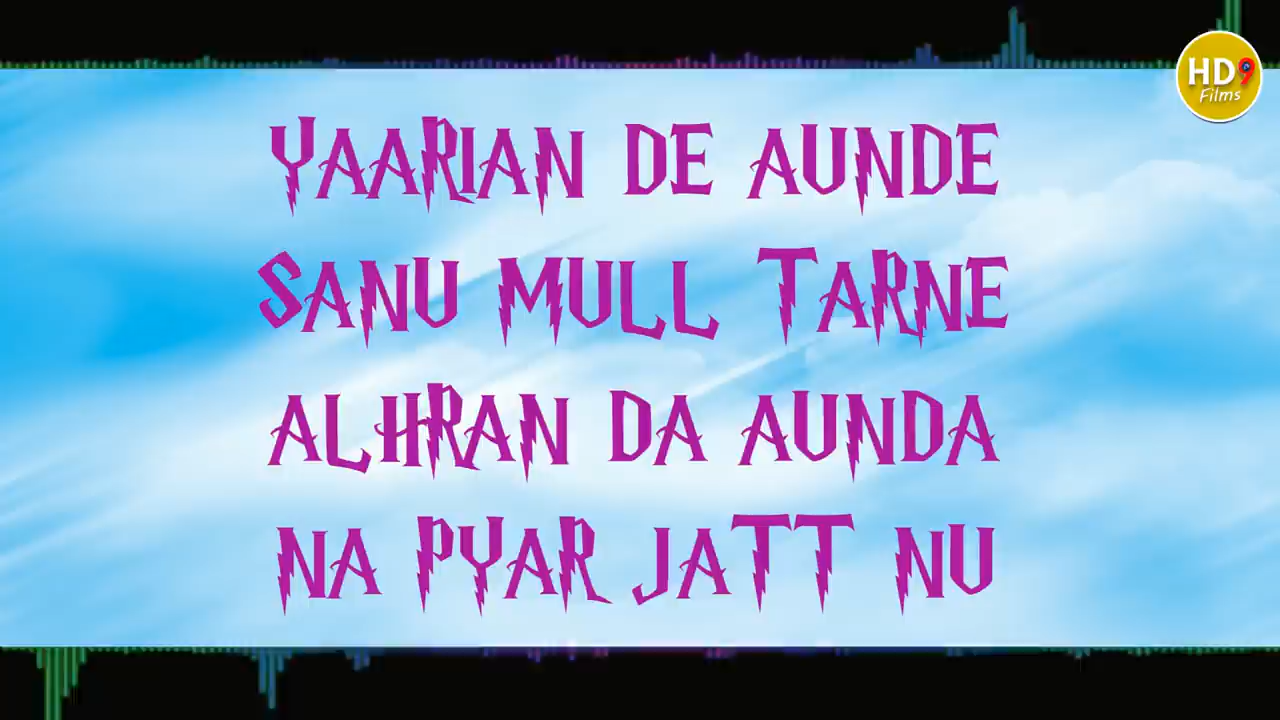 HD9
Films
YAARIAN DE AUNDE
SANU MULL TARNE
ALHRAN DA AUNDA
NA PYAR JATT NU